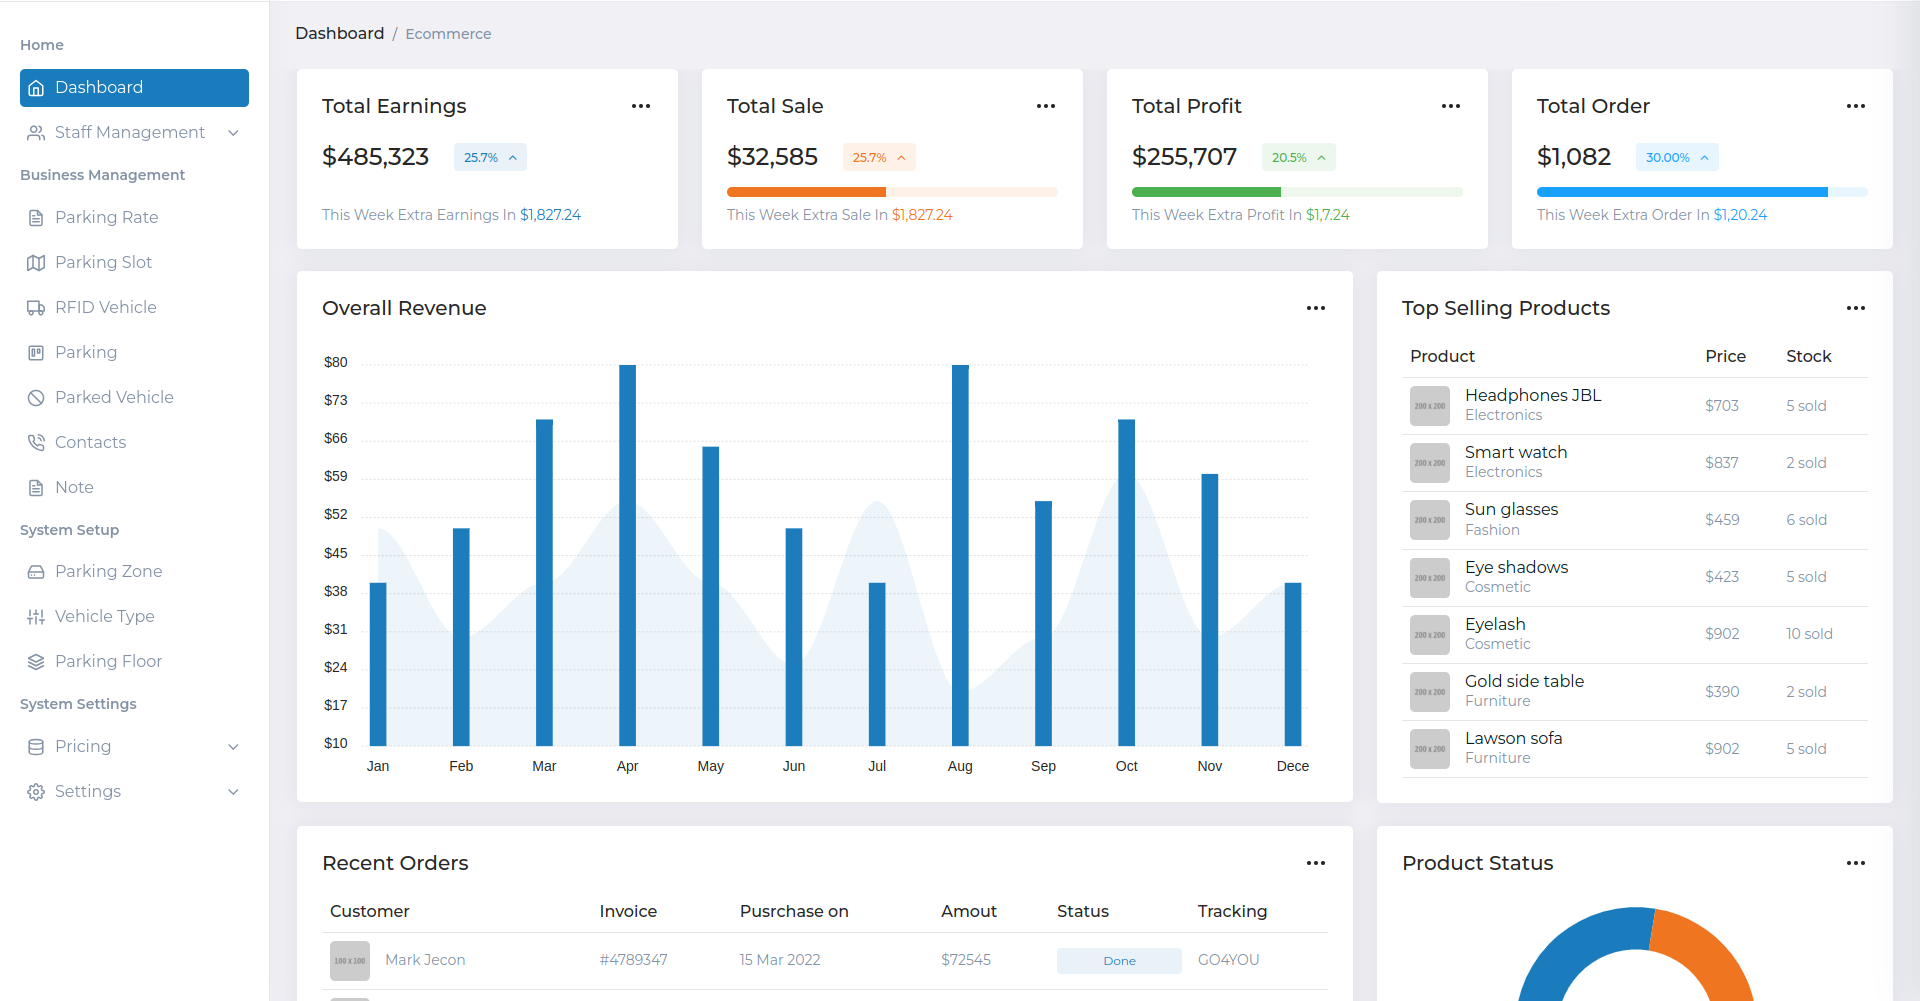 Home
Dashboard
Staff Management
Business Management
Parking Rate
Parking Slot
RFID Vehicle
Parking
Parked Vehicle
Contacts
Note
System Setup
Parking Zone
Vehicle Type
Parking Floor
System Settings
Pricing
Settings
Dashboard / Ecommerce
Total Earnings
$485,323 25.7%
This Week Extra Earnings In $1,827.24
Total Sale
$32,585 25.7%
This Week Extra Sale In $1,827.24
Total Profit
$255,707 20.5%
This Week Extra Profit In $1,7.24
Total Order
$1,082 30.00%
This Week Extra Order In $1,20.24
Overall Revenue
$80
$73
$66
$59
$52
$45
$38
$31
$24
$17
$10
Jan Feb Mar Apr May Jun Jul Aug Sep Oct Nov Dece
Top Selling Products
Product Price Stock
200 x 200 Headphones JBL $703 5 sold
Electronics
200 x 200 Smart watch $837 2 sold
Electronics
200 x 200 Sun glasses $459 6 sold
Fashion
200 x 200 Eye shadows $423 5 sold
Cosmetic
200 x 200 Eyelash $902 10 sold
Cosmetic
200 x 200 Gold side table $390 2 sold
Furniture
200 x 200 Lawson sofa $902 5 sold
Furniture
Recent Orders
Customer Invoice Pusrchase on Amout Status Tracking
100 x 100 Mark Jecon #4789347 15 Mar 2022 $72545 Done GO4YOU
Product Status